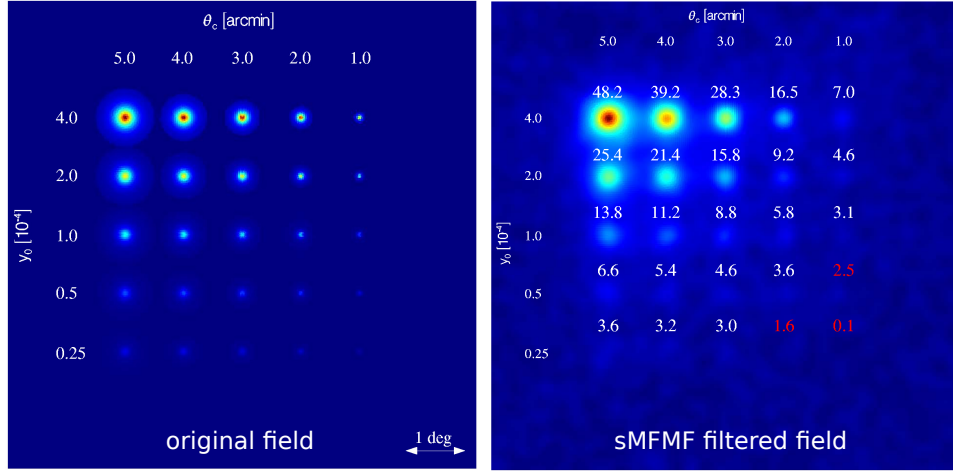 θc [arcmin]
5.0 4.0 3.0 2.0 1.0
4.0
2.0
1.0
0.5
0.25
y0 [10-4]
original field
1 deg
θc [arcmin]
5.0 4.0 3.0 2.0 1.0
48.2 39.2 28.3 16.5 7.0
4.0
25.4 21.4 15.8 9.2 4.6
2.0
13.8 11.2 8.8 5.8 3.1
1.0
6.6 5.4 4.6 3.6 2.5
0.5
3.6 3.2 3.0 1.6 0.1
0.25
y0 [10-4]
sMFMF filtered field